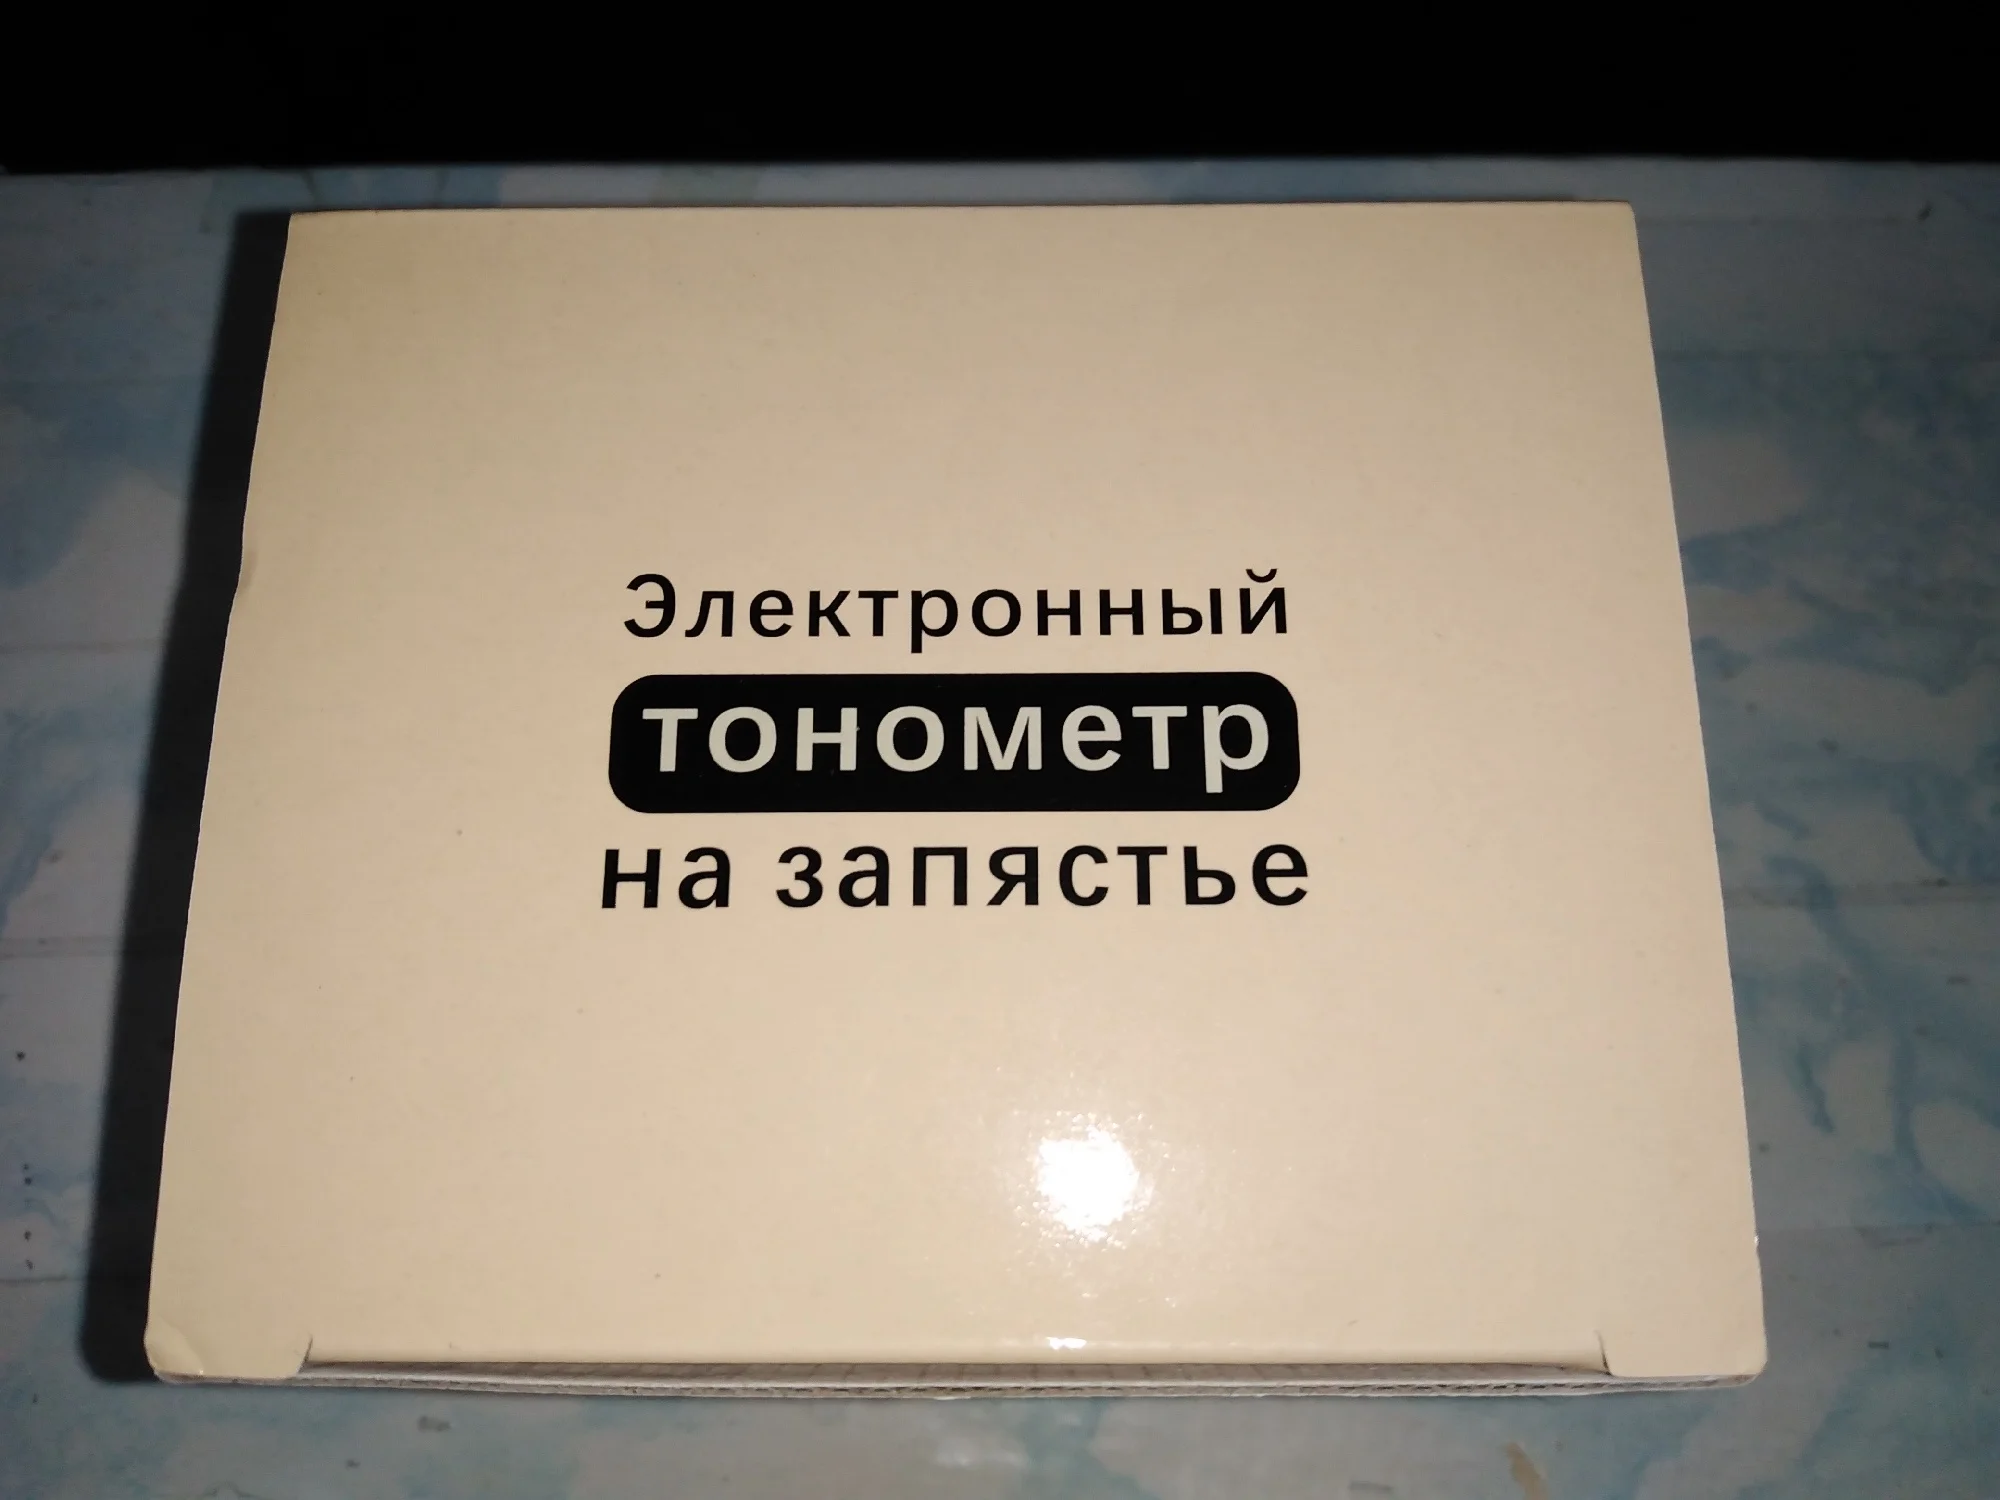 Электронный
тонометр
на запястье